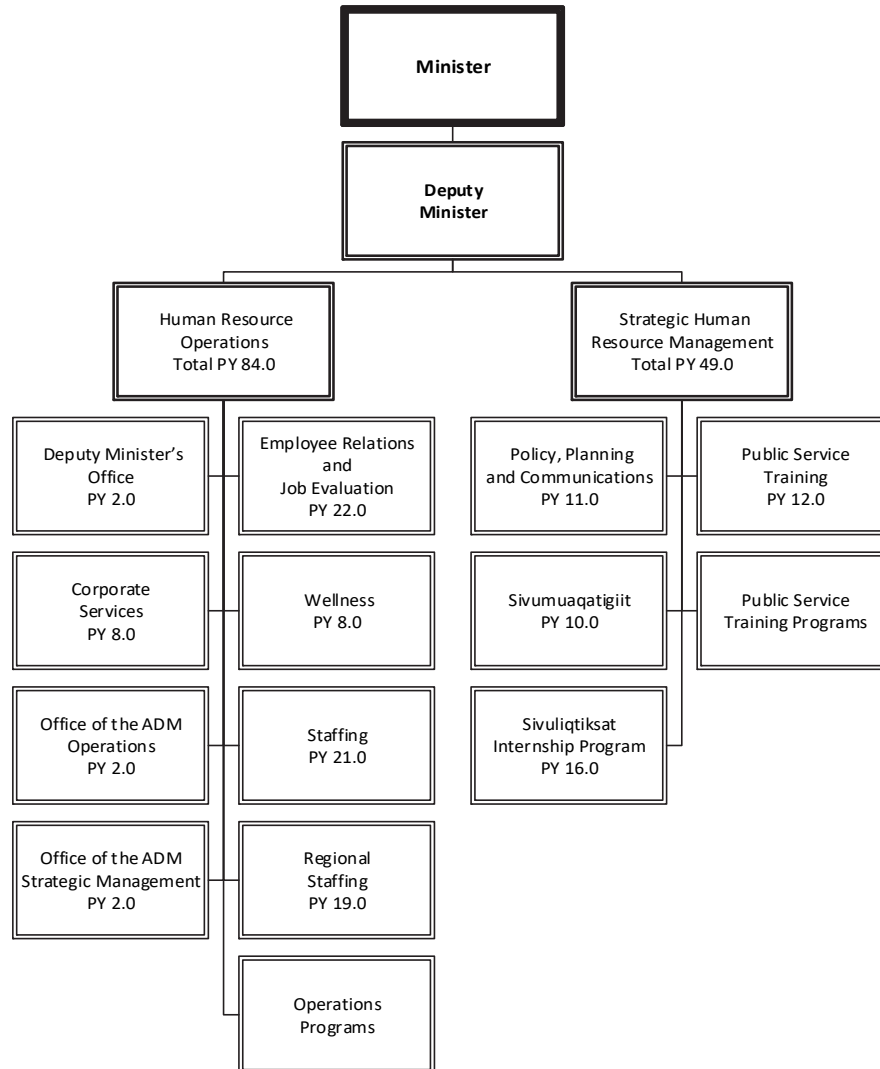 Minister
Deputy
Minister
Human Resource
Operations
Total PY 84.0
Strategic Human
Resource Management
Total PY 49.0
Deputy Minister’s
Office
PY 2.0
Employee Relations
and
Job Evaluation
PY 22.0
Policy, Planning
and Communications
PY 11.0
Public Service
Training
PY 12.0
Corporate
Services
PY 8.0
Wellness
PY 8.0
Sivumuaqatigiit
PY 10.0
Public Service
Training Programs
Office of the ADM
Operations
PY 2.0
Staffing
PY 21.0
Sivuliqtiksat
Internship Program
PY 16.0
Office of the ADM
Strategic Management
PY 2.0
Regional
Staffing
PY 19.0
Operations
Programs